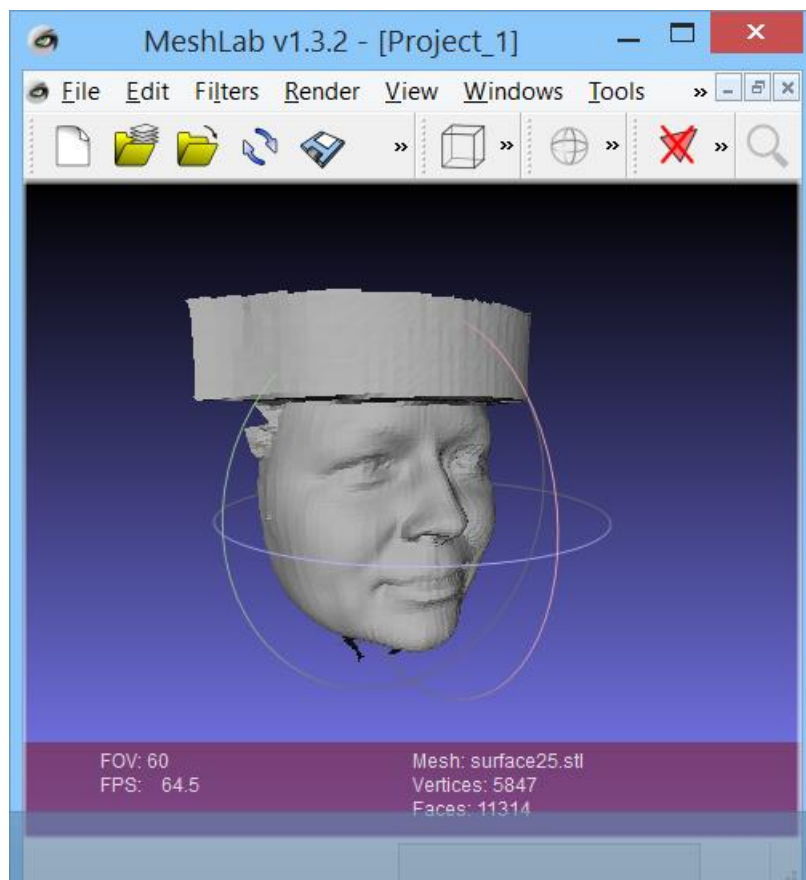 MeshLab v1.3.2 - [Project_1]
File Edit Filters Render View Windows Tools »
» » » »
FOV: 60 Mesh: surface25.stl
FPS: 64.5 Vertices: 5847
Faces: 11314